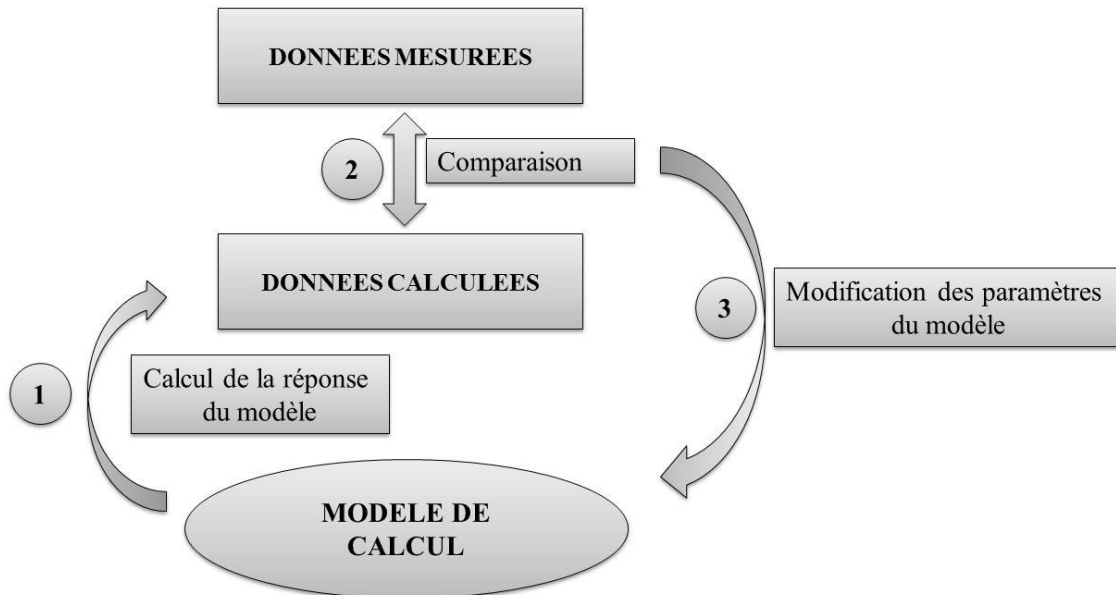 DONNEES MESUREES
2
Comparaison
DONNEES CALCULEES
3
Modification des paramètres
du modèle
1
Calcul de la réponse
du modèle
MODELE DE
CALCUL